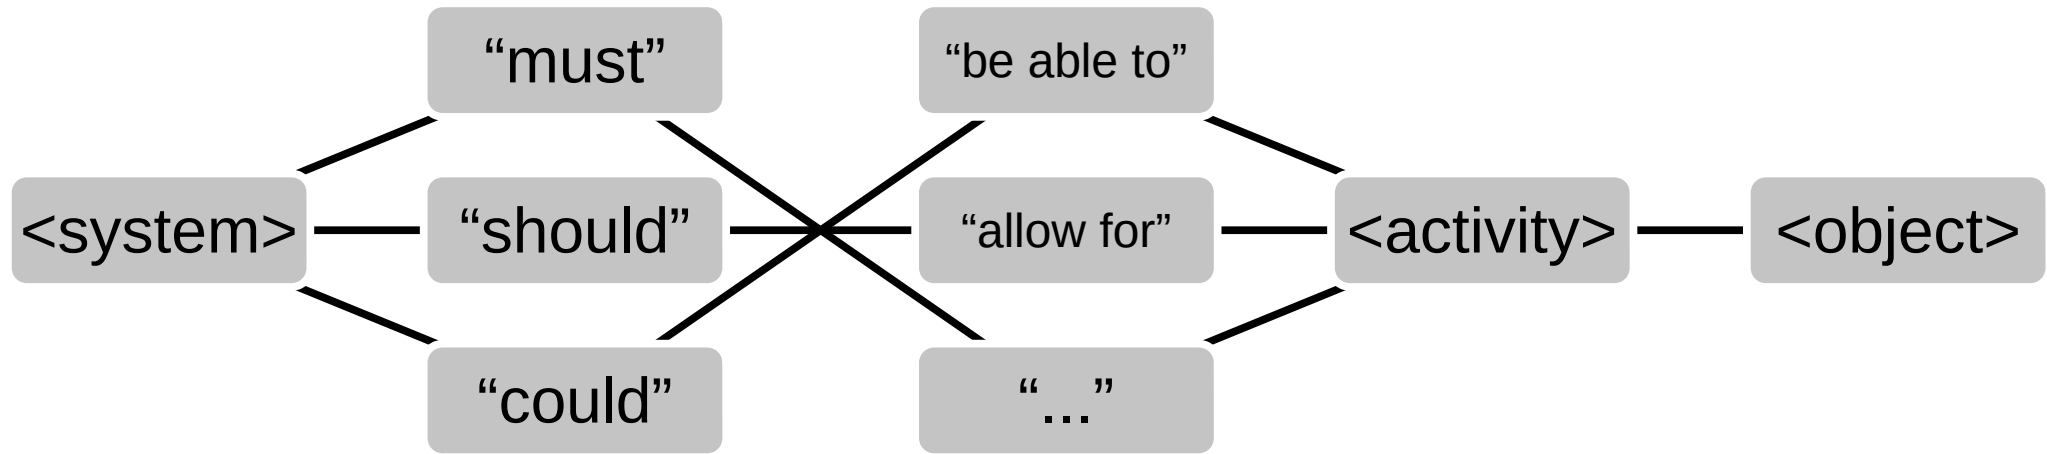 “must”
“be able to”
<system>
“should”
“allow for”
<activity>
<object>
“could”
“...”